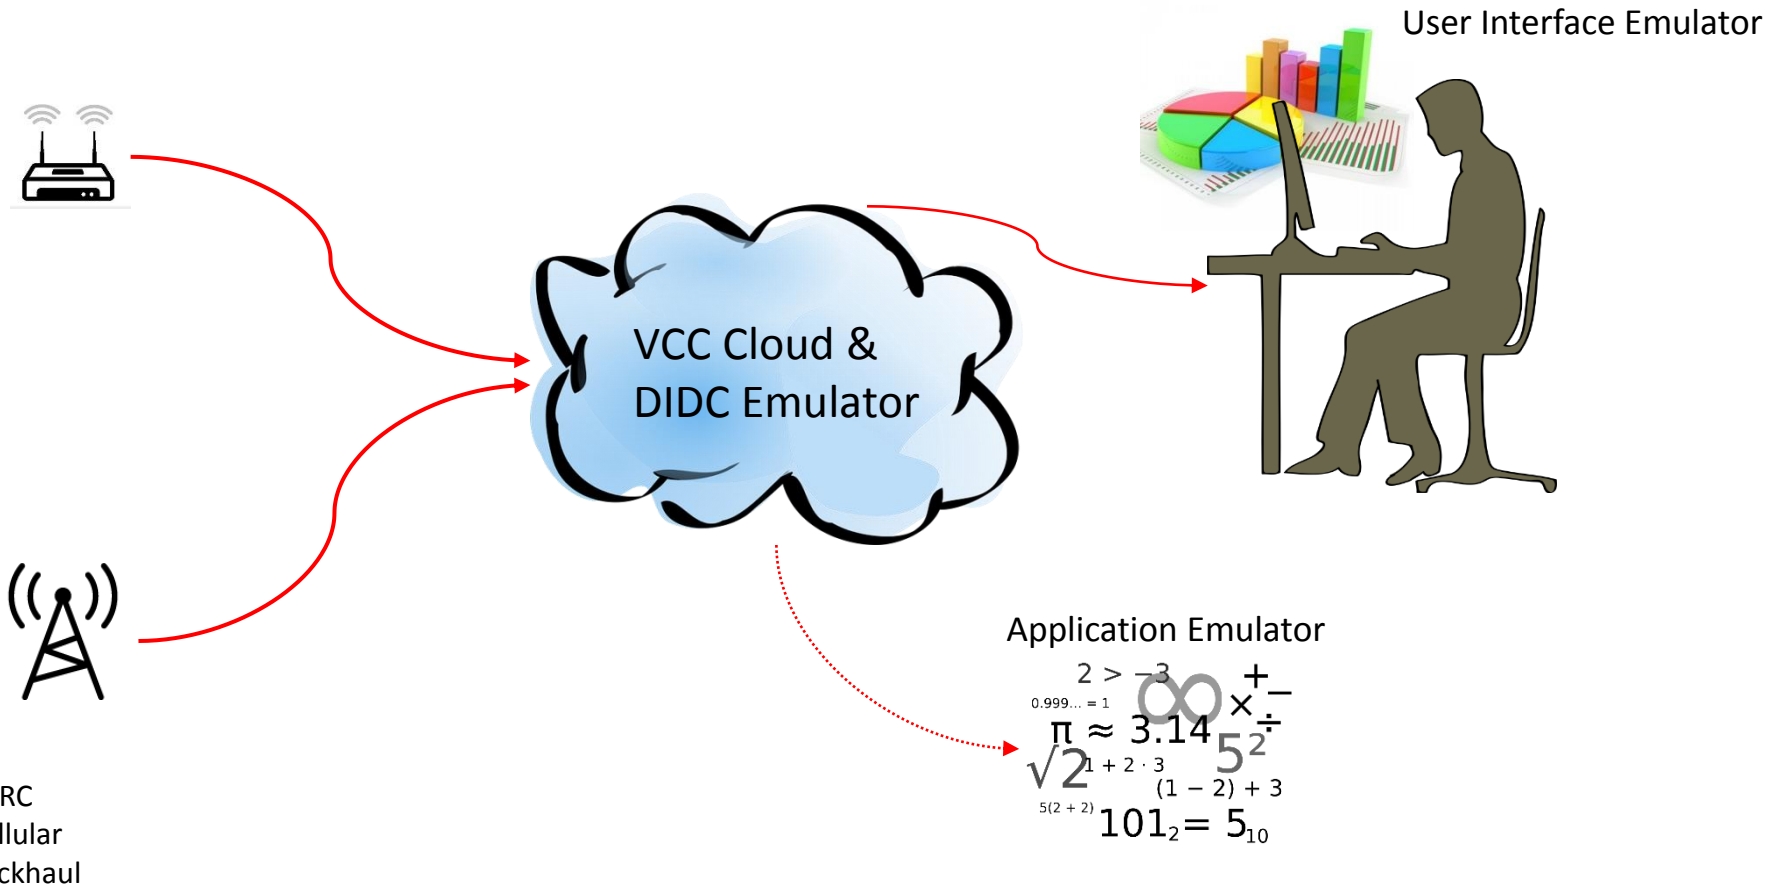 User Interface Emulator
VCC Cloud &
DIDC Emulator
Application Emulator
2 > −3
∞
+
−
×
÷
0.999... = 1
π ≈ 3.14
√2
5²
1 + 2 · 3
(1 − 2) + 3
5(2 + 2)
101₂= 5₁₀
RC
llular
ckhaul